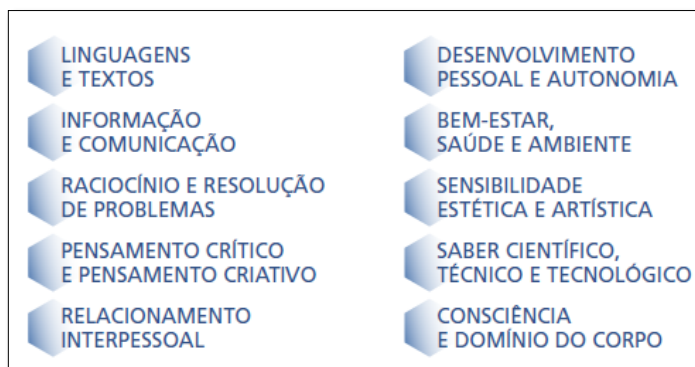 LINGUAGENS
E TEXTOS
INFORMAÇÃO
E COMUNICAÇÃO
RACIOCÍNIO E RESOLUÇÃO
DE PROBLEMAS
PENSAMENTO CRÍTICO
E PENSAMENTO CRIATIVO
RELACIONAMENTO
INTERPESSOAL
DESENVOLVIMENTO
PESSOAL E AUTONOMIA
BEM-ESTAR,
SAÚDE E AMBIENTE
SENSIBILIDADE
ESTÉTICA E ARTÍSTICA
SABER CIENTÍFICO,
TÉCNICO E TECNOLÓGICO
CONSCIÊNCIA
E DOMÍNIO DO CORPO